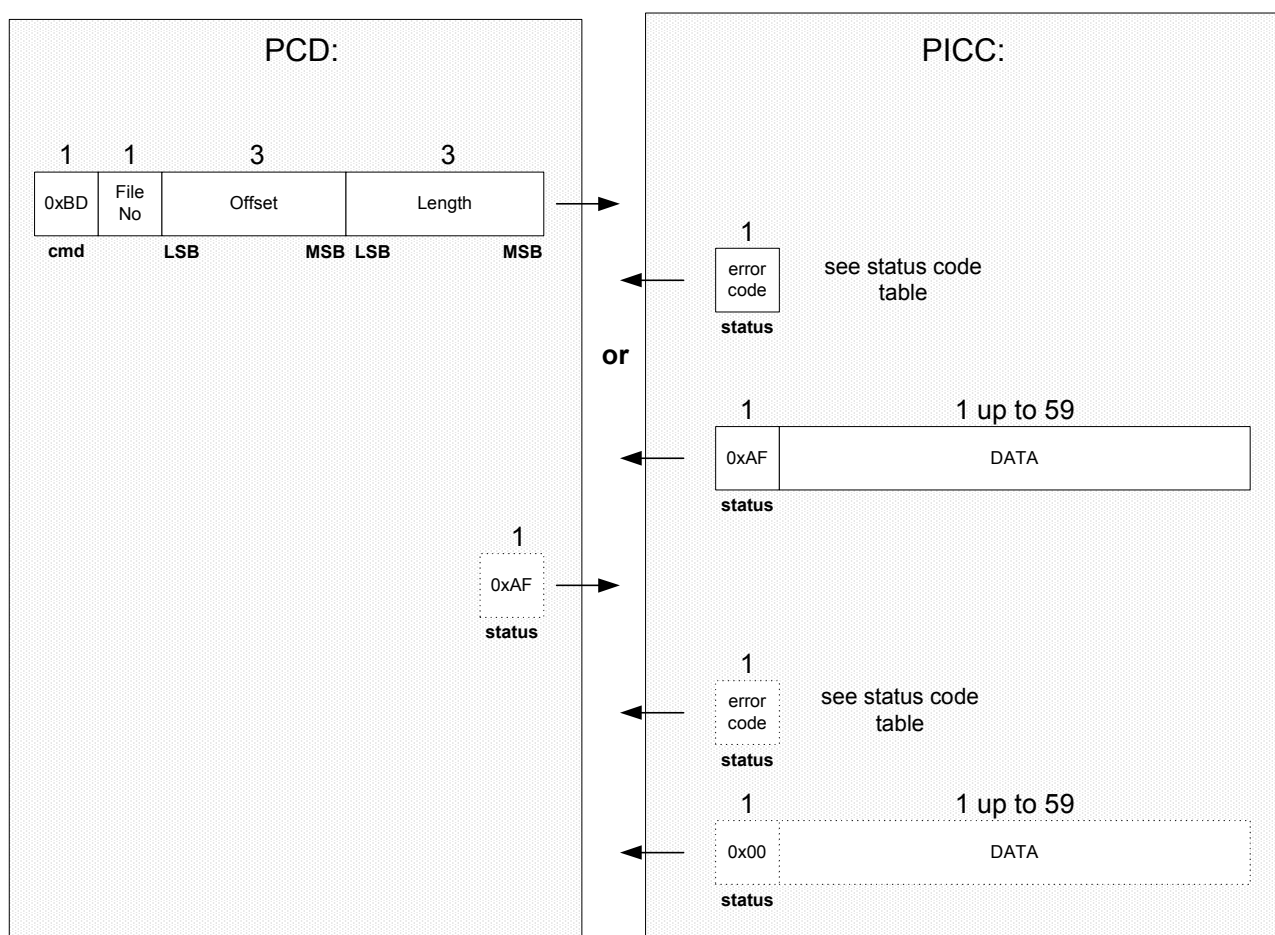 PCD:
PICC:
1 1 3 3
0xBD File No Offset Length
cmd LSB MSB LSB MSB
1
error code
see status code table
status
or
1 1 up to 59
0xAF DATA
status
1
0xAF
status
1
error code
see status code table
status
1 1 up to 59
0x00 DATA
status